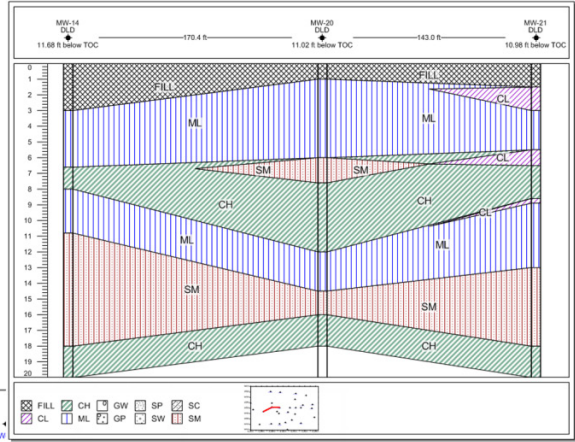 MW-14 MW-20 MW-21
DLD DLD DLD
170.4 ft 143.0 ft
11.68 ft below TOC 11.02 ft below TOC 10.98 ft below TOC
0
1
2
3
4
5
6
7
8
9
10
11
12
13
14
15
16
17
18
19
20
FILL FILL
CL
ML ML
CL
SM SM
CH CH
CL
ML ML
SM SM
CH CH
FILL CH GW SP SC
CL ML GP SW SM
W